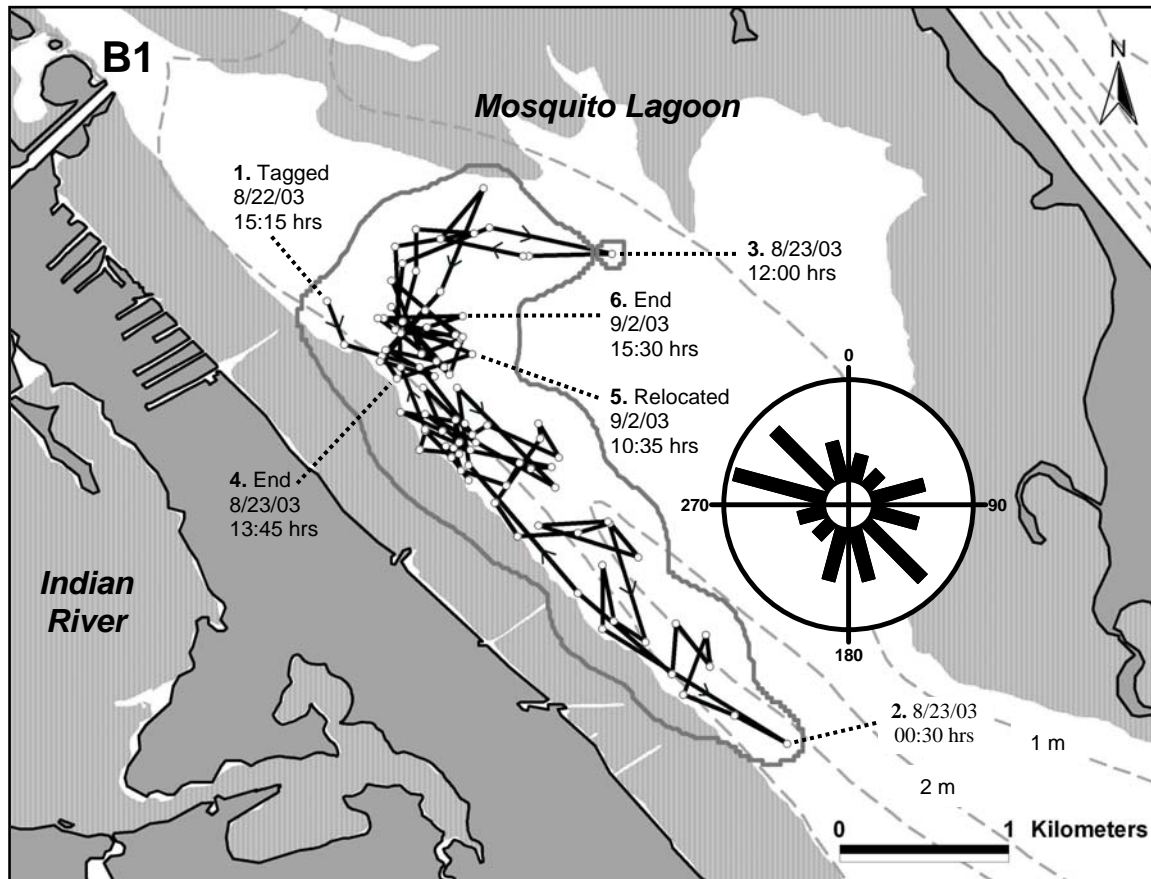 B1
N
Mosquito Lagoon
1. Tagged
8/22/03
15:15 hrs
3. 8/23/03
12:00 hrs
6. End
9/2/03
15:30 hrs
5. Relocated
9/2/03
10:35 hrs
4. End
8/23/03
13:45 hrs
0
270
90
180
Indian
River
2. 8/23/03
00:30 hrs
1 m
2 m
0
1
Kilometers